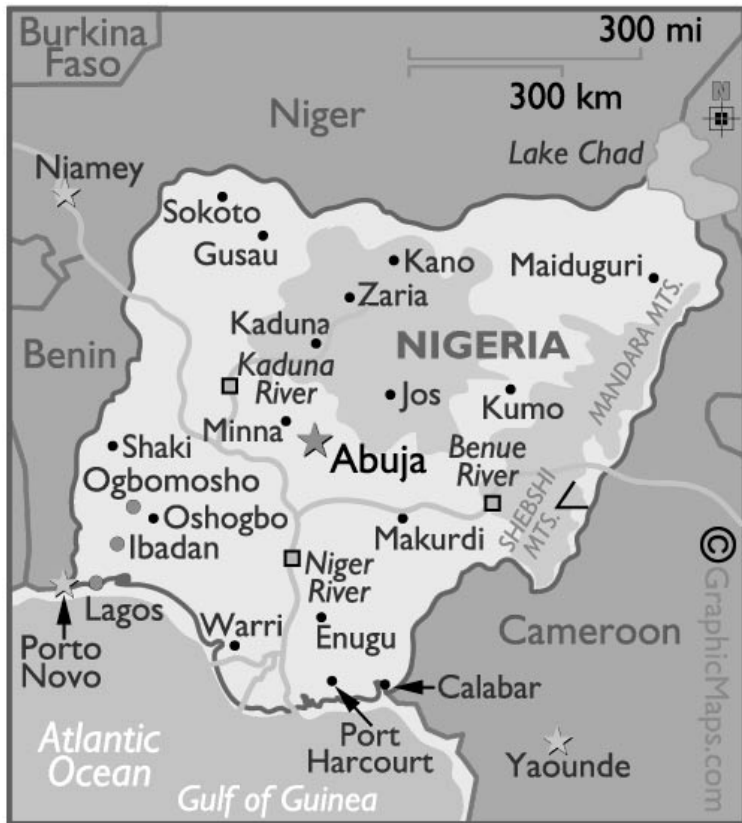 Burkina
Faso
300 mi
300 km
N
Niger
Lake Chad
Niamey
Sokoto
Gusau
Kano
Maiduguri
Zaria
Kaduna
NIGERIA
MANDARA MTS.
Benin
Kaduna
River
Jos
Kumo
Minna
Abuja
Benue
River
Shaki
Ogbomosho
Oshogbo
Ibadan
Makurdi
SHEBSHI
MTS.
Niger
River
Lagos
Warri
Enugu
Cameroon
Porto
Novo
Calabar
Port
Harcourt
Atlantic
Ocean
Yaounde
Gulf of Guinea
© GraphicMaps.com